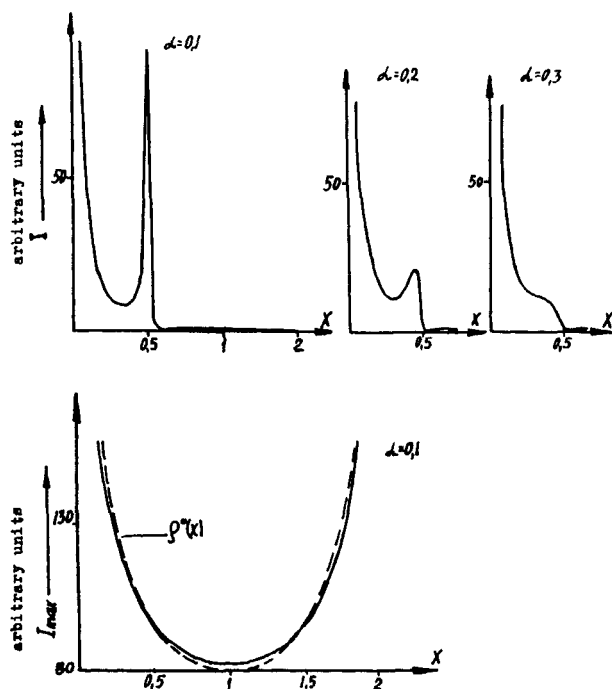 arbitrary units
I
50
α=0,1
0,5
1
2
X
50
α=0,2
0,5
X
50
α=0,3
0,5
X
arbitrary units
Imax
130
80
ρ°(X)
α=0,1
0,5
1
1,5
2
X